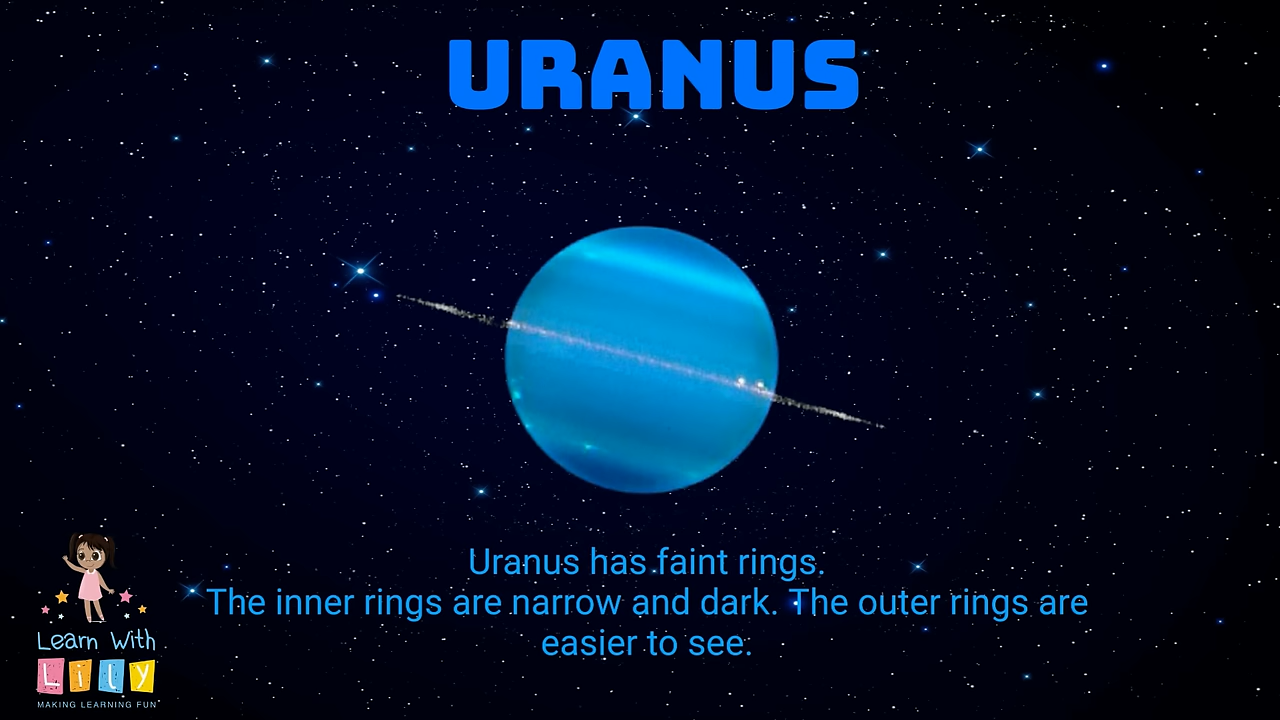 URANUS
Uranus has faint rings.
The inner rings are narrow and dark. The outer rings are
easier to see.
Learn With
Lily
MAKING LEARNING FUN